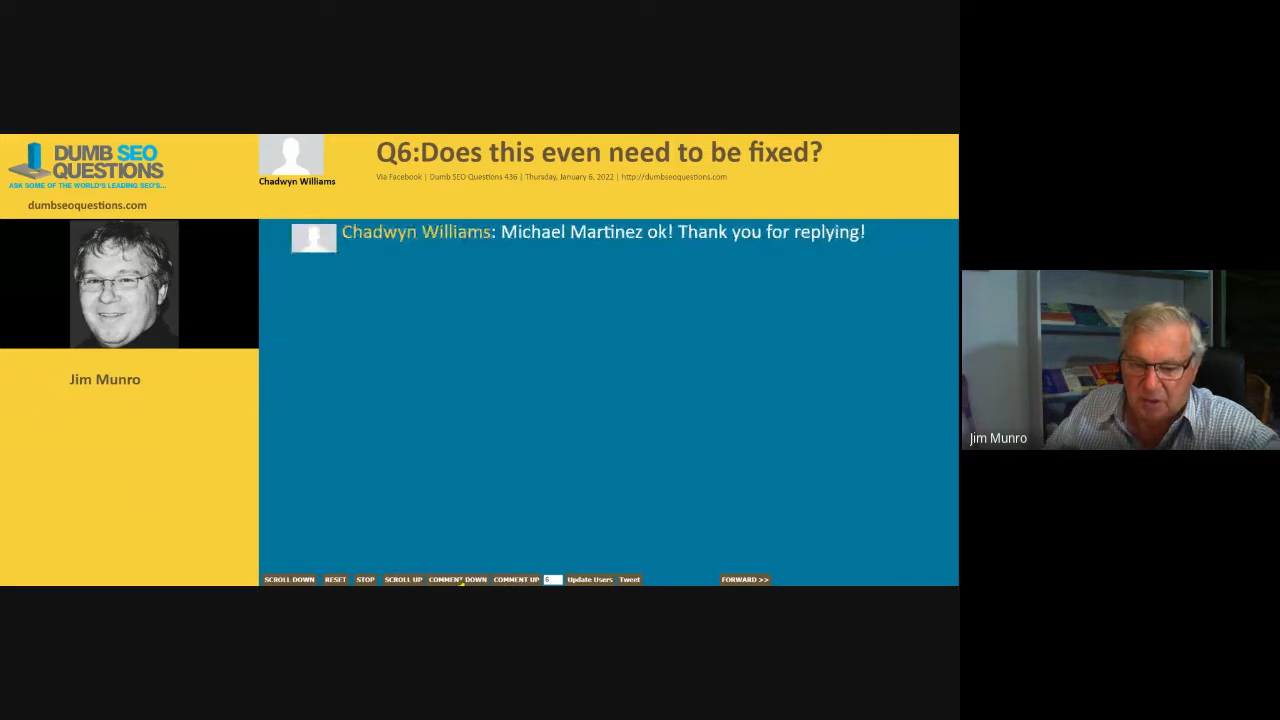 DUMB SEO
QUESTIONS
ASK SOME OF THE WORLD'S LEADING SEO'S...
dumbseoquestions.com
Chadwyn Williams
Q6:Does this even need to be fixed?
Via Facebook | Dumb SEO Questions 436 | Thursday, January 6, 2022 | http://dumbseoquestions.com
Jim Munro
Chadwyn Williams: Michael Martinez ok! Thank you for replying!
SCROLL DOWN RESET STOP SCROLL UP COMMENT DOWN COMMENT UP 6 Update Users Tweet FORWARD >>
Jim Munro